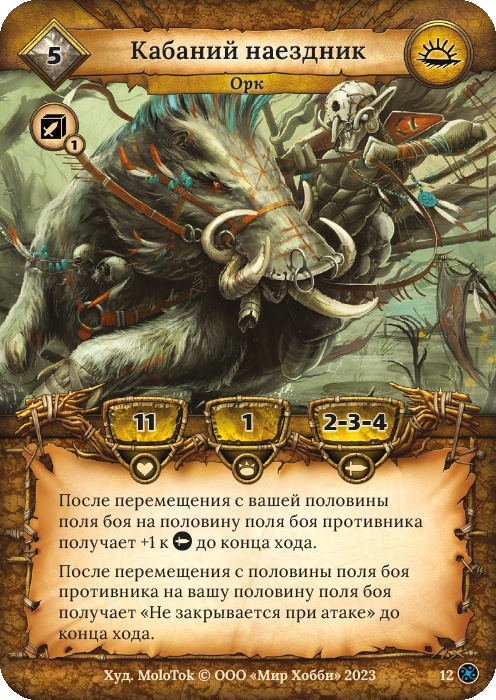 5
Кабаний наездник
Орк
1
11
1
2-3-4
После перемещения с вашей половины
поля боя на половину поля боя противника
получает +1 к до конца хода.
После перемещения с половины поля боя
противника на вашу половину поля боя
получает «Не закрывается при атаке» до
конца хода.
Худ. MoloTok © ООО «Мир Хобби» 2023
12